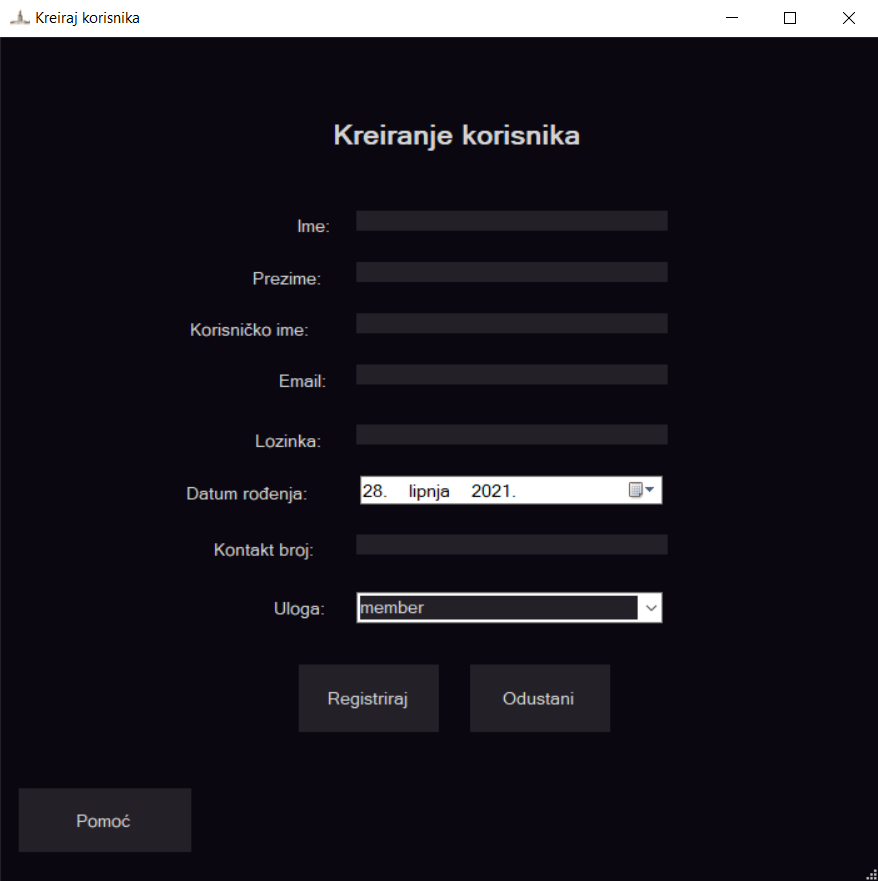 Kreiraj korisnika
Kreiranje korisnika
Ime:
Prezime:
Korisničko ime:
Email:
Lozinka:
Datum rođenja: 28. lipnja 2021.
Kontakt broj:
Uloga: member
Registriraj Odustani
Pomoć